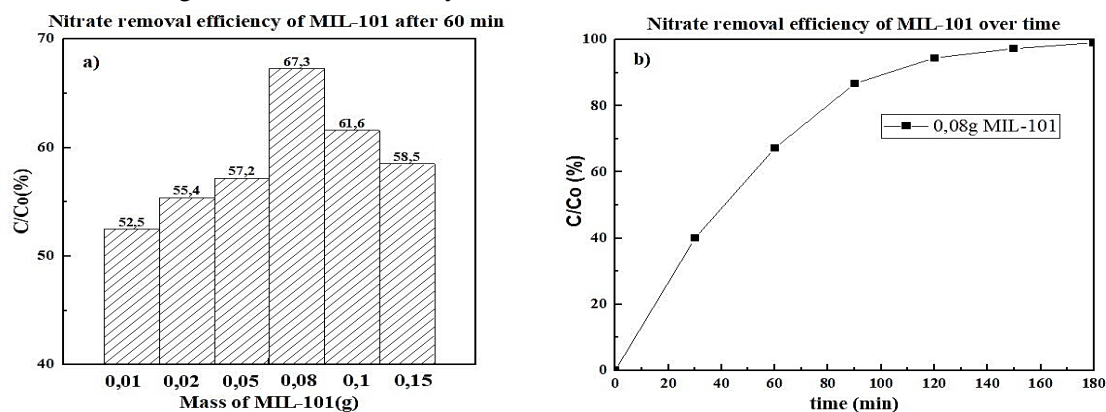 Nitrate removal efficiency of MIL-101 after 60 min
70
60
50
40
C/Co(%)
a)
52,5
55,4
57,2
67,3
61,6
58,5
0,01 0,02 0,05 0,08 0,1 0,15
Mass of MIL-101(g)
Nitrate removal efficiency of MIL-101 over time
100
80
60
40
20
0
C/Co (%)
b)
0,08g MIL-101
0 20 40 60 80 100 120 140 160 180
time (min)